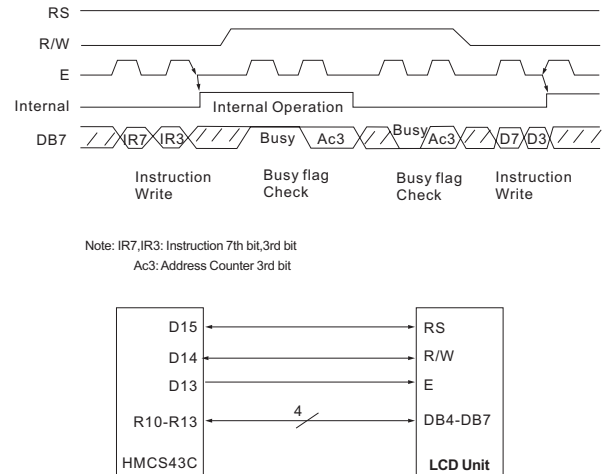 RS
R/W
E
Internal
Internal Operation
DB7
IR7
IR3
Busy
Ac3
Busy
Ac3
D7
D3
Instruction
Write
Busy flag
Check
Busy flag
Check
Instruction
Write
Note: IR7,IR3: Instruction 7th bit,3rd bit
Ac3: Address Counter 3rd bit
D15
RS
D14
R/W
D13
E
R10-R13
4
DB4-DB7
HMCS43C
LCD Unit